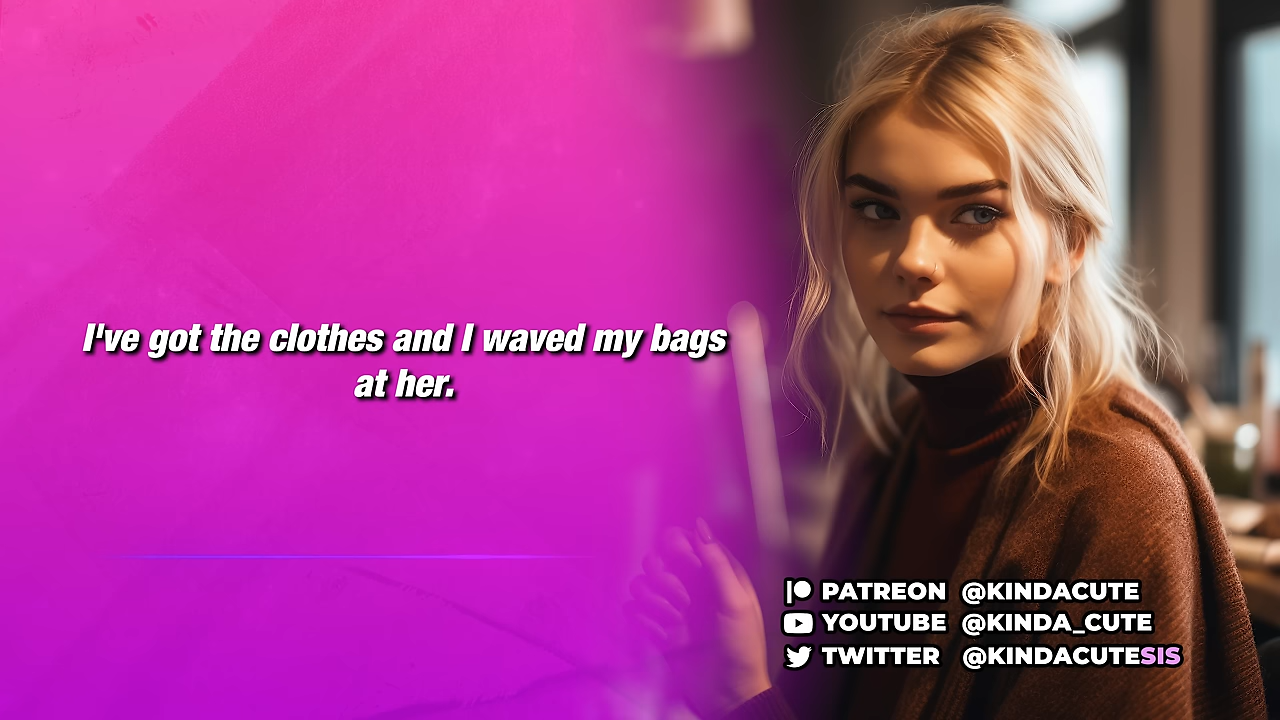 I've got the clothes and I waved my bags
at her.
PATREON @KINDACUTE
YOUTUBE @KINDA_CUTE
TWITTER @KINDACUTESIS